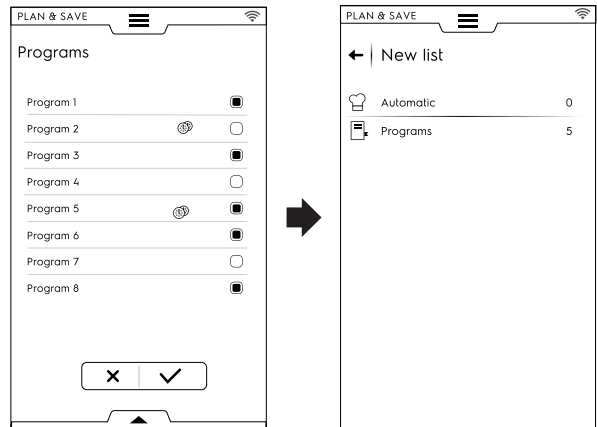 PLAN & SAVE
Programs
Program 1
Program 2
Program 3
Program 4
Program 5
Program 6
Program 7
Program 8
PLAN & SAVE
New list
Automatic 0
Programs 5